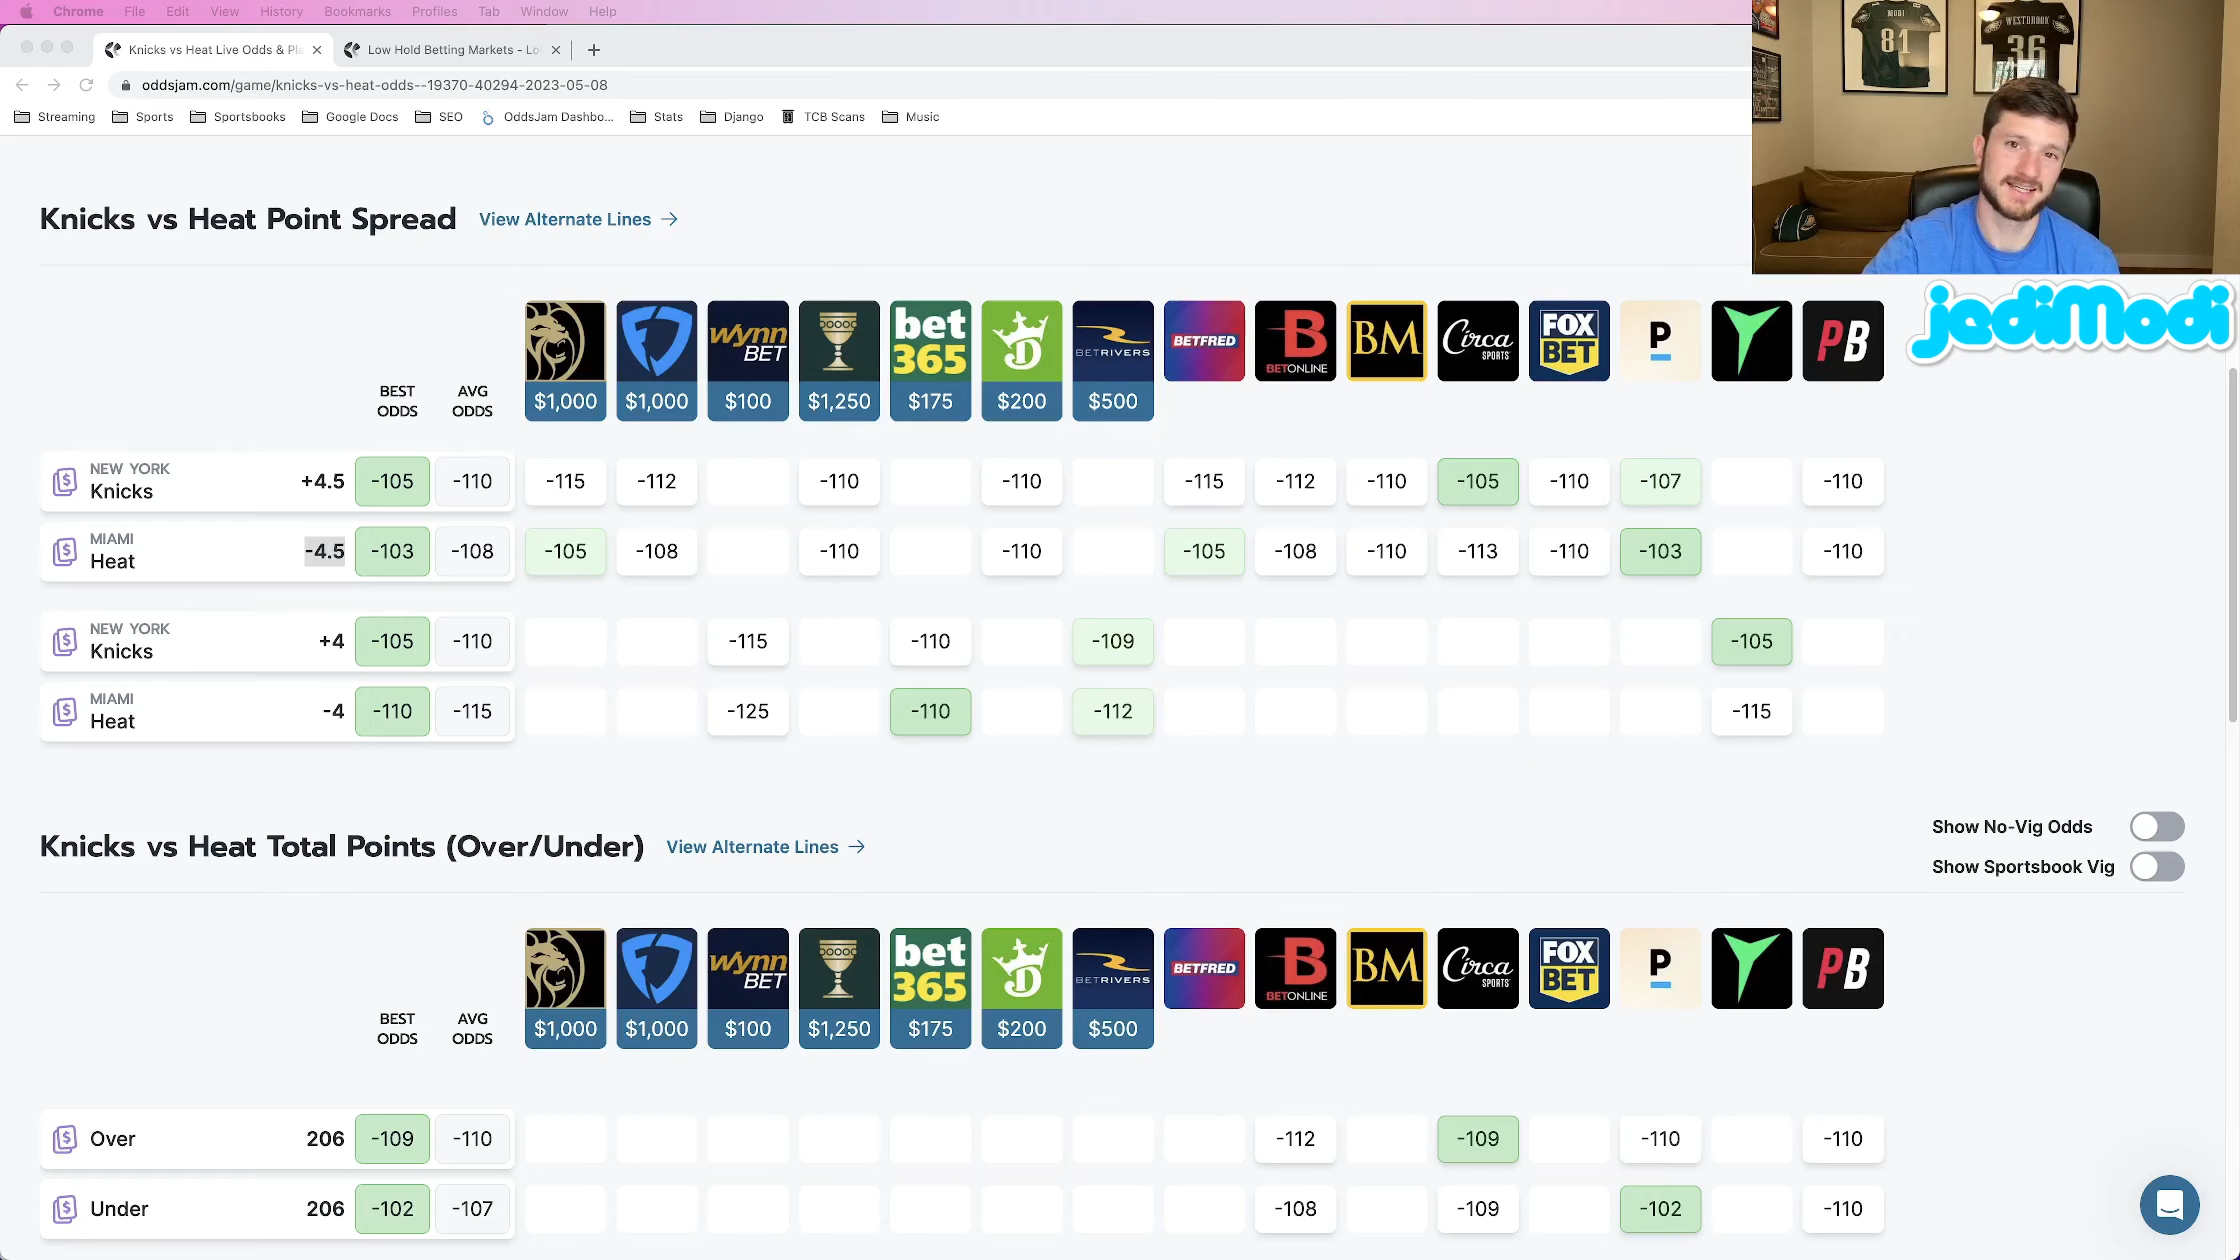 Chrome File Edit View History Bookmarks Profiles Tab Window Help
Knicks vs Heat Live Odds & Pla
Low Hold Betting Markets - Lo
oddsjam.com/game/knicks-vs-heat-odds--19370-40294-2023-05-08
Streaming Sports Sportsbooks Google Docs SEO OddsJam Dashbo... Stats Django TCB Scans Music
MOBI
81
WESTBROOK
36
jediModi
Knicks vs Heat Point Spread View Alternate Lines →
wynn BET
bet365
BETRIVERS
BETFRED
B BETONLINE
BM
Circa SPORTS
FOX BET
P
PB
BEST ODDS AVG ODDS $1,000 $1,000 $100 $1,250 $175 $200 $500
NEW YORK
Knicks +4.5 -105 -110 -115 -112 -110 -110 -115 -112 -110 -105 -110 -107 -110
MIAMI
Heat -4.5 -103 -108 -105 -108 -110 -110 -105 -108 -110 -113 -110 -103 -110
NEW YORK
Knicks +4 -105 -110 -115 -110 -109 -105
MIAMI
Heat -4 -110 -115 -125 -110 -112 -115
Show No-Vig Odds
Knicks vs Heat Total Points (Over/Under) View Alternate Lines →
Show Sportsbook Vig
wynn BET
bet365
BETRIVERS
BETFRED
B BETONLINE
BM
Circa SPORTS
FOX BET
P
PB
BEST ODDS AVG ODDS $1,000 $1,000 $100 $1,250 $175 $200 $500
Over 206 -109 -110 -112 -109 -110 -110
Under 206 -102 -107 -108 -109 -102 -110